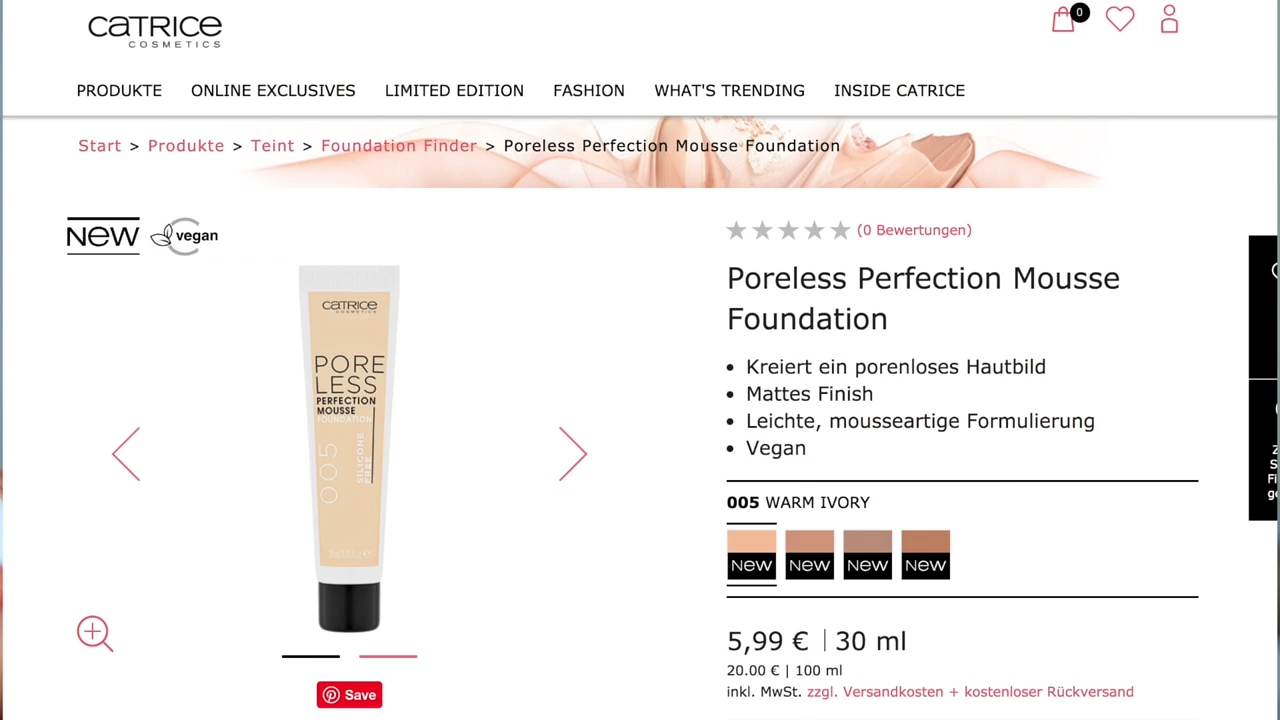 CATRICE
COSMETICS
0
PRODUKTE ONLINE EXCLUSIVES LIMITED EDITION FASHION WHAT'S TRENDING INSIDE CATRICE
Start > Produkte > Teint > Foundation Finder > Poreless Perfection Mousse Foundation
NEW vegan
(0 Bewertungen)
Poreless Perfection Mousse
Foundation
• Kreiert ein porenloses Hautbild
• Mattes Finish
• Leichte, mousseartige Formulierung
• Vegan
CATRICE
COSMETICS
PORE
LESS
PERFECTION
MOUSSE
FOUNDATION
005
SILICONE
FREE
005 WARM IVORY
NEW NEW NEW NEW
5,99 € | 30 ml
20.00 € | 100 ml
inkl. MwSt. zzgl. Versandkosten + kostenloser Rückversand
Save